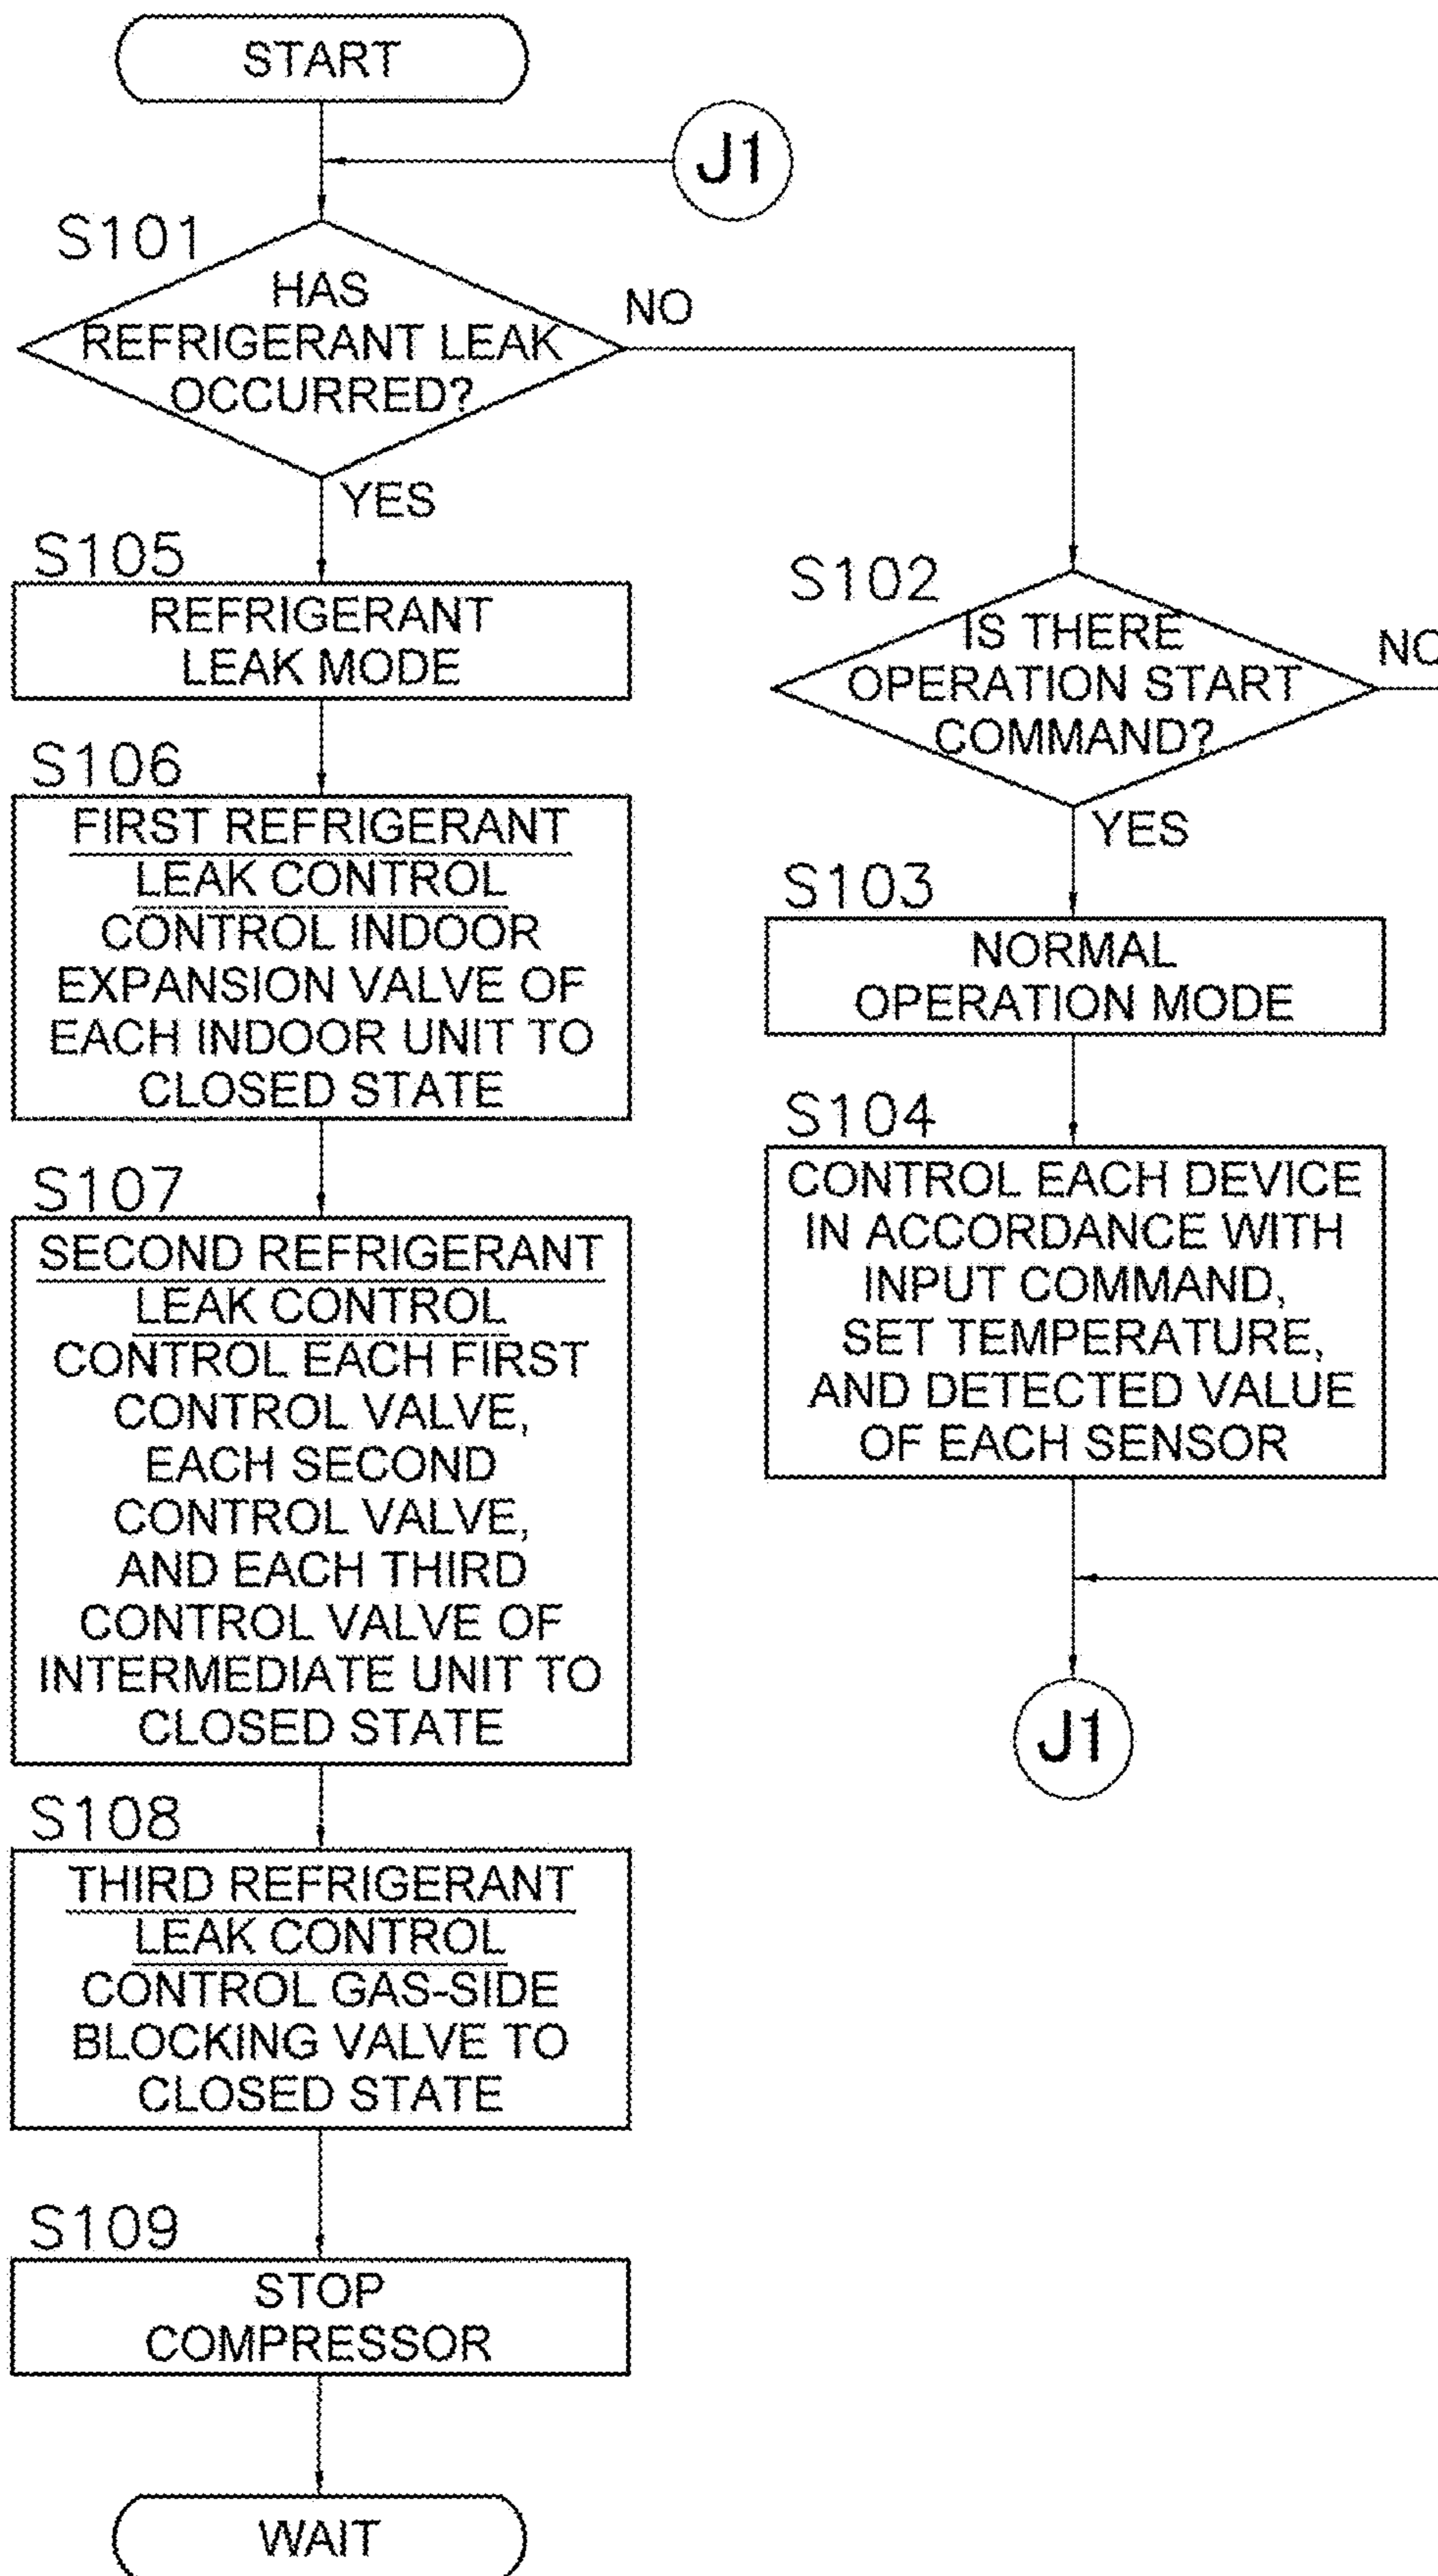 START
J1
S101
HAS
REFRIGERANT LEAK
OCCURRED?
NO
YES
S105
REFRIGERANT
LEAK MODE
S106
FIRST REFRIGERANT
LEAK CONTROL
CONTROL INDOOR
EXPANSION VALVE OF
EACH INDOOR UNIT TO
CLOSED STATE
S107
SECOND REFRIGERANT
LEAK CONTROL
CONTROL EACH FIRST
CONTROL VALVE,
EACH SECOND
CONTROL VALVE,
AND EACH THIRD
CONTROL VALVE OF
INTERMEDIATE UNIT TO
CLOSED STATE
S108
THIRD REFRIGERANT
LEAK CONTROL
CONTROL GAS-SIDE
BLOCKING VALVE TO
CLOSED STATE
S109
STOP
COMPRESSOR
WAIT
S102
IS THERE
OPERATION START
COMMAND?
NO
YES
S103
NORMAL
OPERATION MODE
S104
CONTROL EACH DEVICE
IN ACCORDANCE WITH
INPUT COMMAND,
SET TEMPERATURE,
AND DETECTED VALUE
OF EACH SENSOR
J1